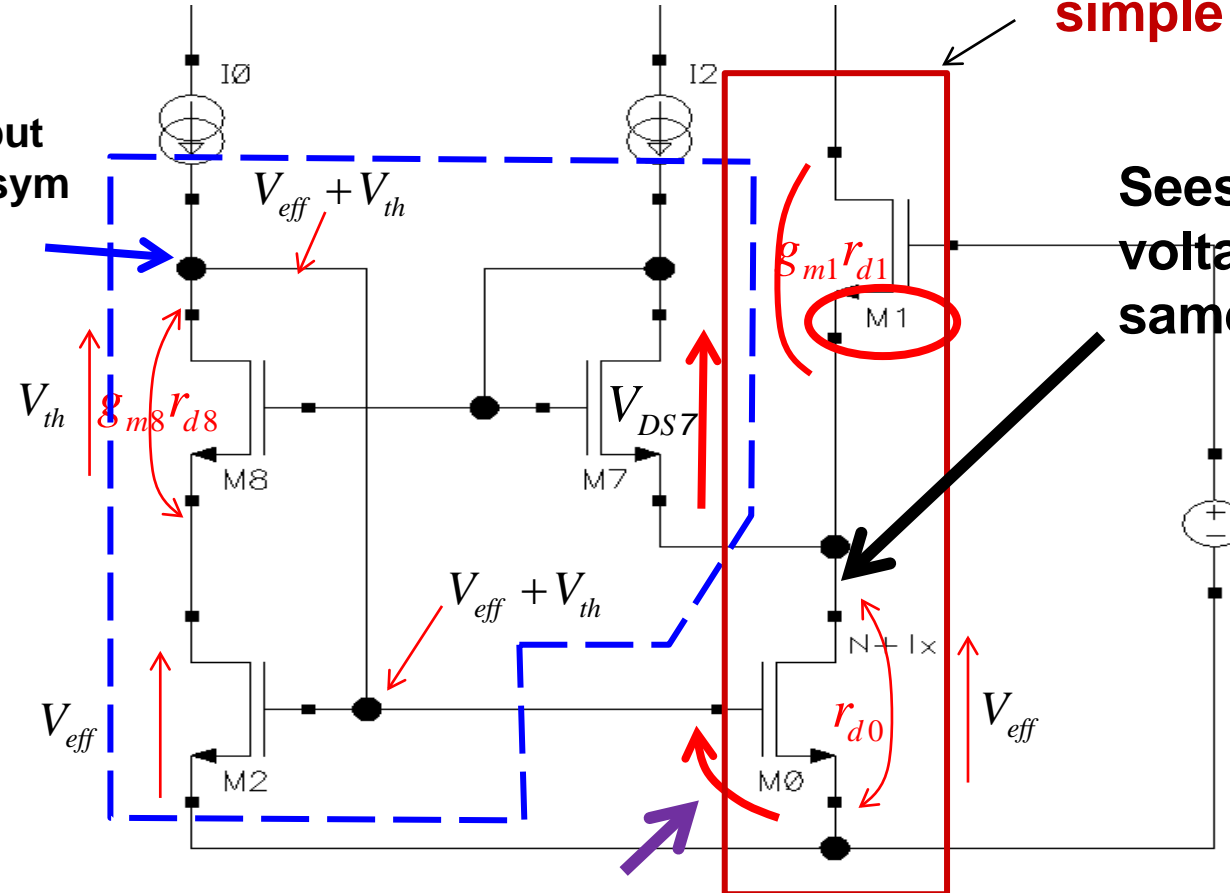 simple
I0
I2
out
sym
V_eff + V_th
Sees
volta
same
g_m1 r_d1
M1
V_th
g_m8 r_d8
V_DS7
M8
M7
V_eff + V_th
N+1x
V_eff
r_d0
V_eff
M2
M0